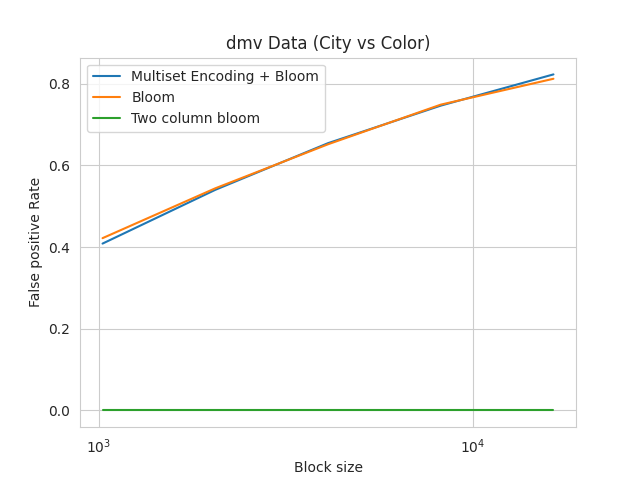 dmv Data (City vs Color)
Multiset Encoding + Bloom
Bloom
Two column bloom
False positive Rate
0.8
0.6
0.4
0.2
0.0
10³
10⁴
Block size